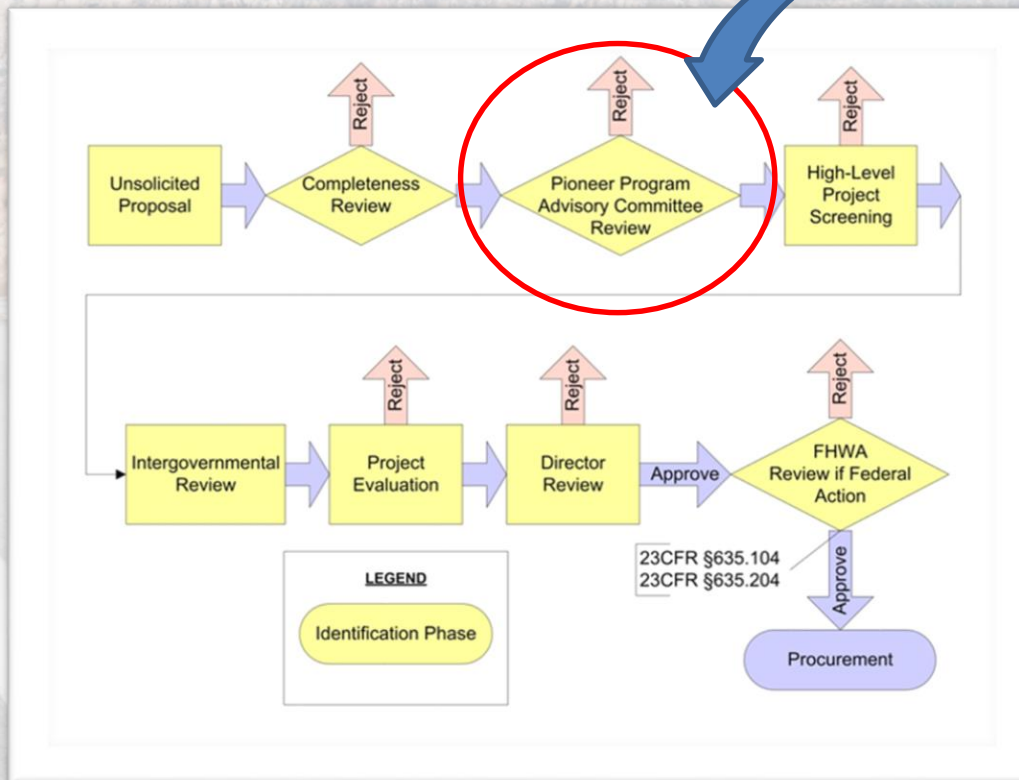 Reject
Reject
Reject
Unsolicited
Proposal
Completeness
Review
Pioneer Program
Advisory Committee
Review
High-Level
Project
Screening
Reject
Reject
Reject
Intergovernmental
Review
Project
Evaluation
Director
Review
Approve
FHWA
Review if Federal
Action
23CFR §635.104
23CFR §635.204
Approve
LEGEND
Identification Phase
Procurement